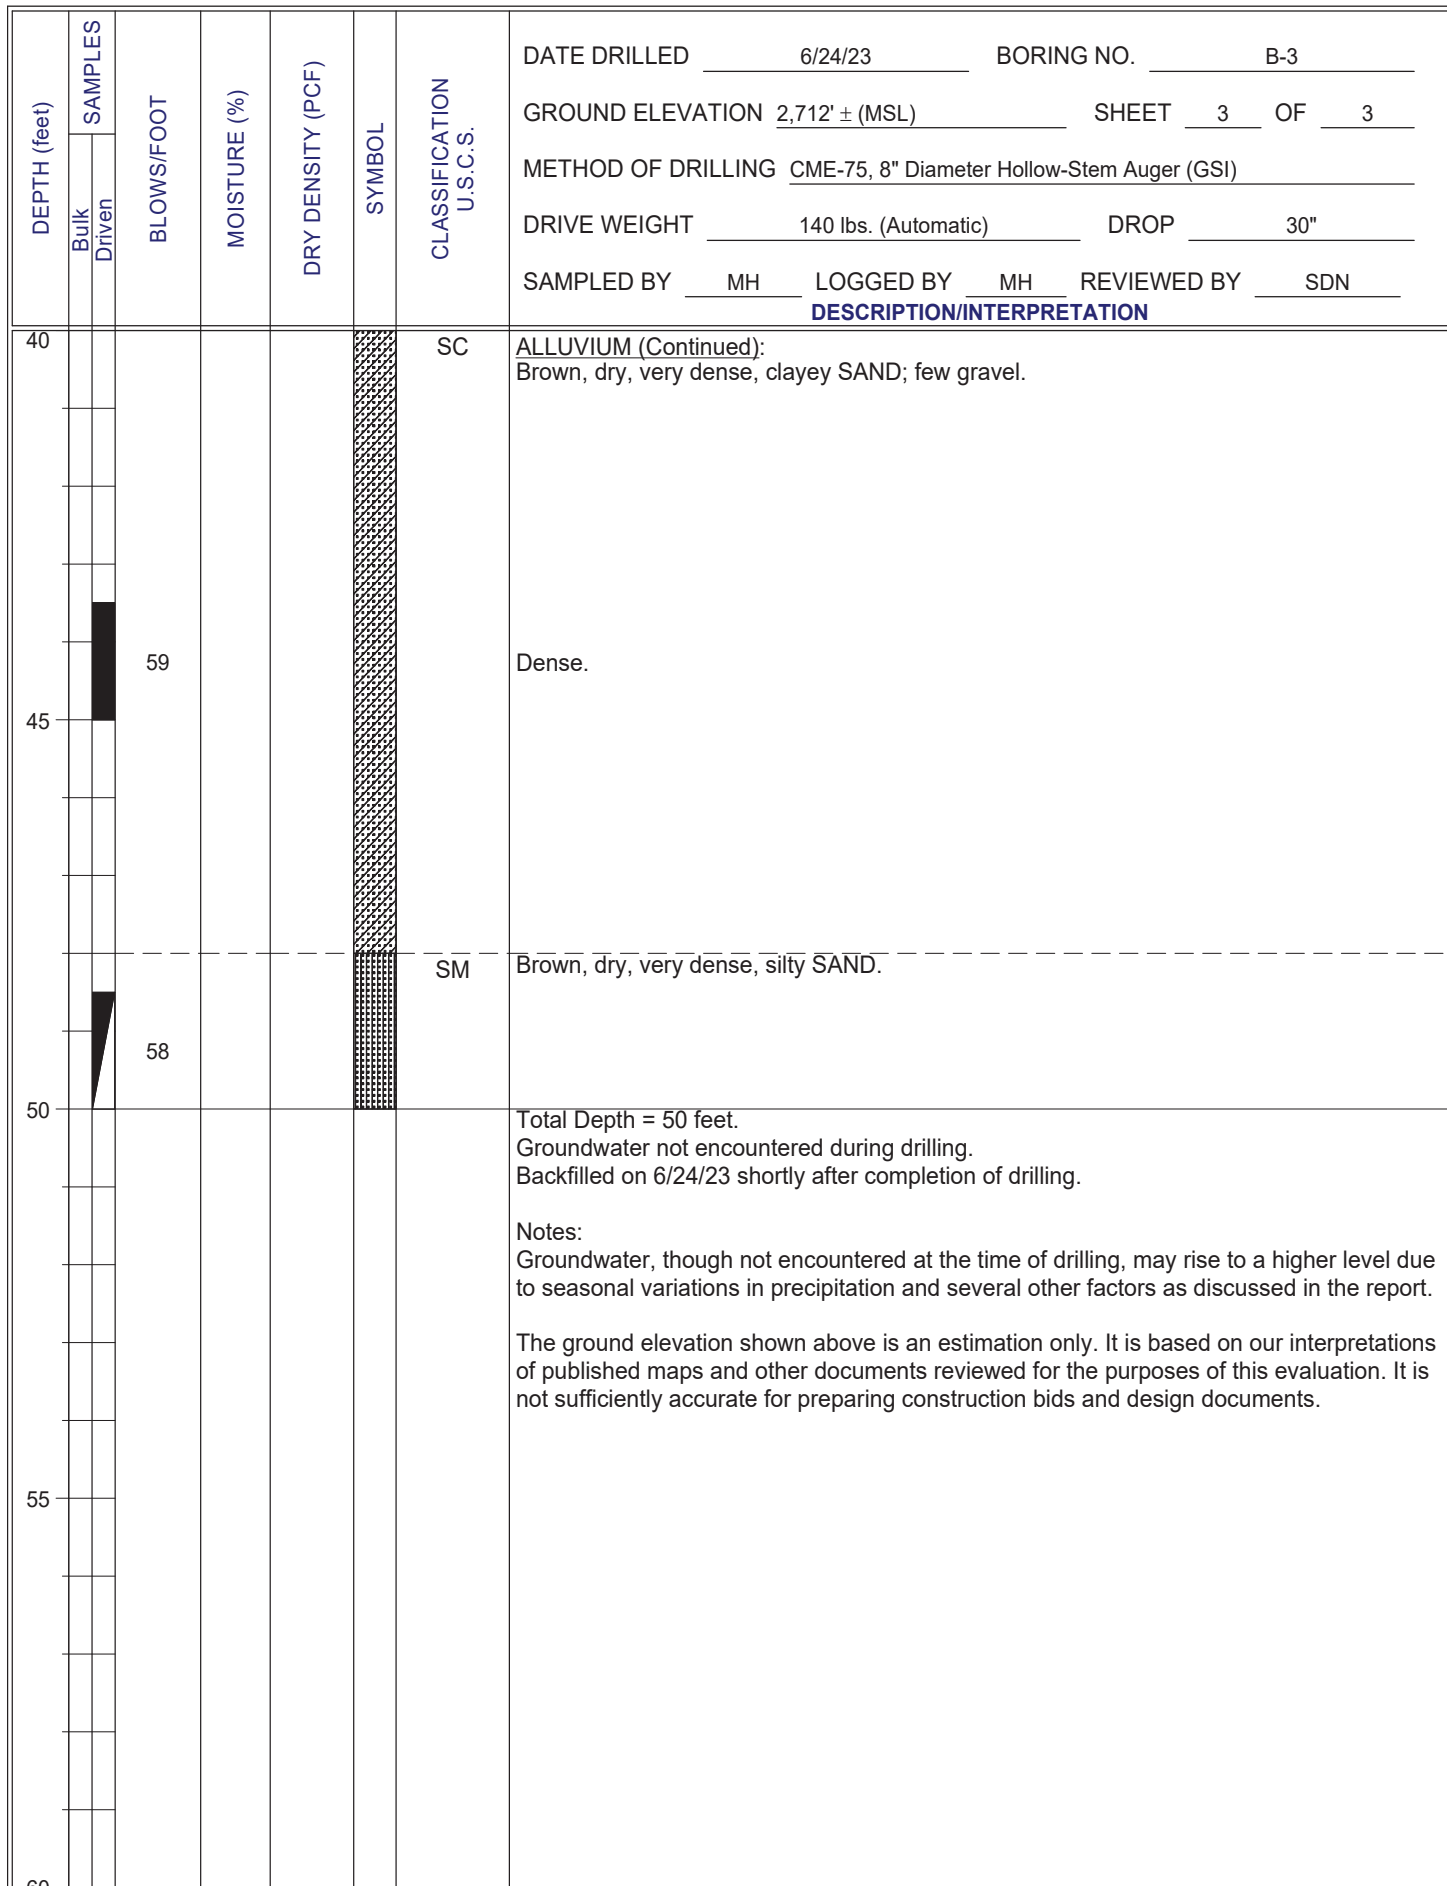 DEPTH (feet)
SAMPLES
Bulk
Driven
BLOWS/FOOT
MOISTURE (%)
DRY DENSITY (PCF)
SYMBOL
CLASSIFICATION
U.S.C.S.
DATE DRILLED 6/24/23 BORING NO. B-3
GROUND ELEVATION 2,712' ± (MSL) SHEET 3 OF 3
METHOD OF DRILLING CME-75, 8" Diameter Hollow-Stem Auger (GSI)
DRIVE WEIGHT 140 lbs. (Automatic) DROP 30"
SAMPLED BY MH LOGGED BY MH REVIEWED BY SDN
DESCRIPTION/INTERPRETATION
40 SC ALLUVIUM (Continued):
Brown, dry, very dense, clayey SAND; few gravel.
59 Dense.
45
SM Brown, dry, very dense, silty SAND.
58
50 Total Depth = 50 feet.
Groundwater not encountered during drilling.
Backfilled on 6/24/23 shortly after completion of drilling.
Notes:
Groundwater, though not encountered at the time of drilling, may rise to a higher level due
to seasonal variations in precipitation and several other factors as discussed in the report.
The ground elevation shown above is an estimation only. It is based on our interpretations
of published maps and other documents reviewed for the purposes of this evaluation. It is
not sufficiently accurate for preparing construction bids and design documents.
55
60